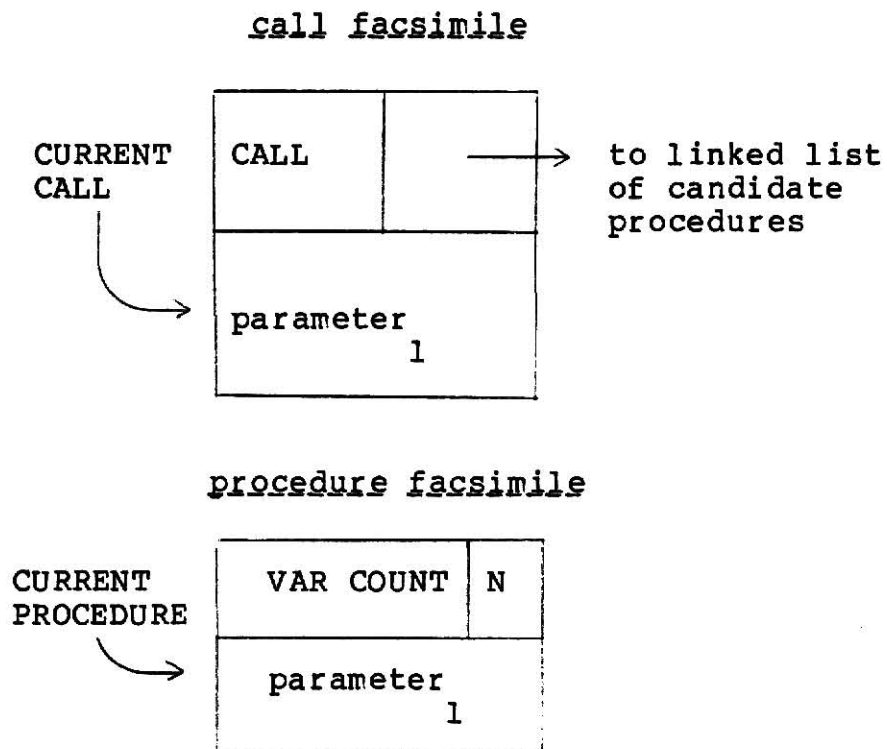 call facsimile
CURRENT CALL
CALL
to linked list
of candidate
procedures
parameter
1
procedure facsimile
CURRENT
PROCEDURE
VAR COUNT N
parameter
1